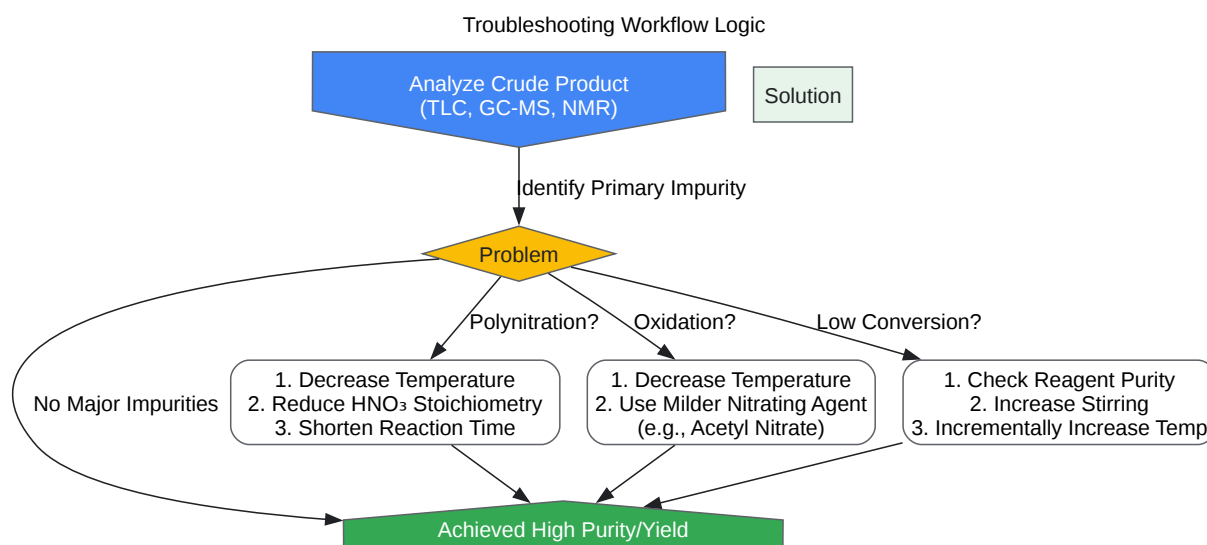 Troubleshooting Workflow Logic
Analyze Crude Product
(TLC, GC-MS, NMR)
Solution
Identify Primary Impurity
Problem
Polynitration?
Oxidation?
Low Conversion?
No Major Impurities
1. Decrease Temperature
2. Reduce HNO₃ Stoichiometry
3. Shorten Reaction Time
1. Decrease Temperature
2. Use Milder Nitrating Agent
(e.g., Acetyl Nitrate)
1. Check Reagent Purity
2. Increase Stirring
3. Incrementally Increase Temp
Achieved High Purity/Yield